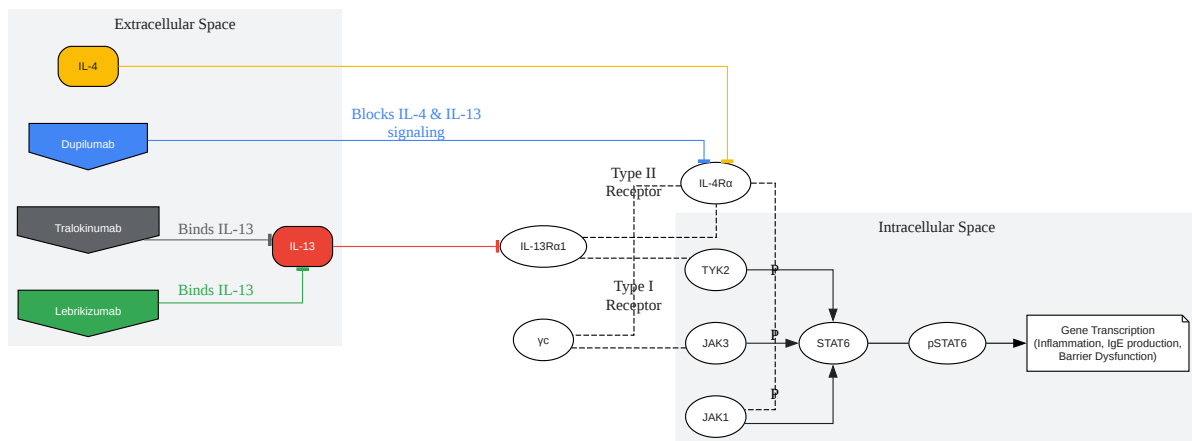 Extracellular Space
IL-4
Blocks IL-4 & IL-13
signaling
Dupilumab
Type II
Receptor
IL-4Rα
Tralokinumab
Binds IL-13
Intracellular Space
IL-13
IL-13Rα1
TYK2
P
Binds IL-13
Type I
Receptor
Lebrikizumab
γc
JAK3
P
STAT6
pSTAT6
Gene Transcription
(Inflammation, IgE production,
Barrier Dysfunction)
P
JAK1